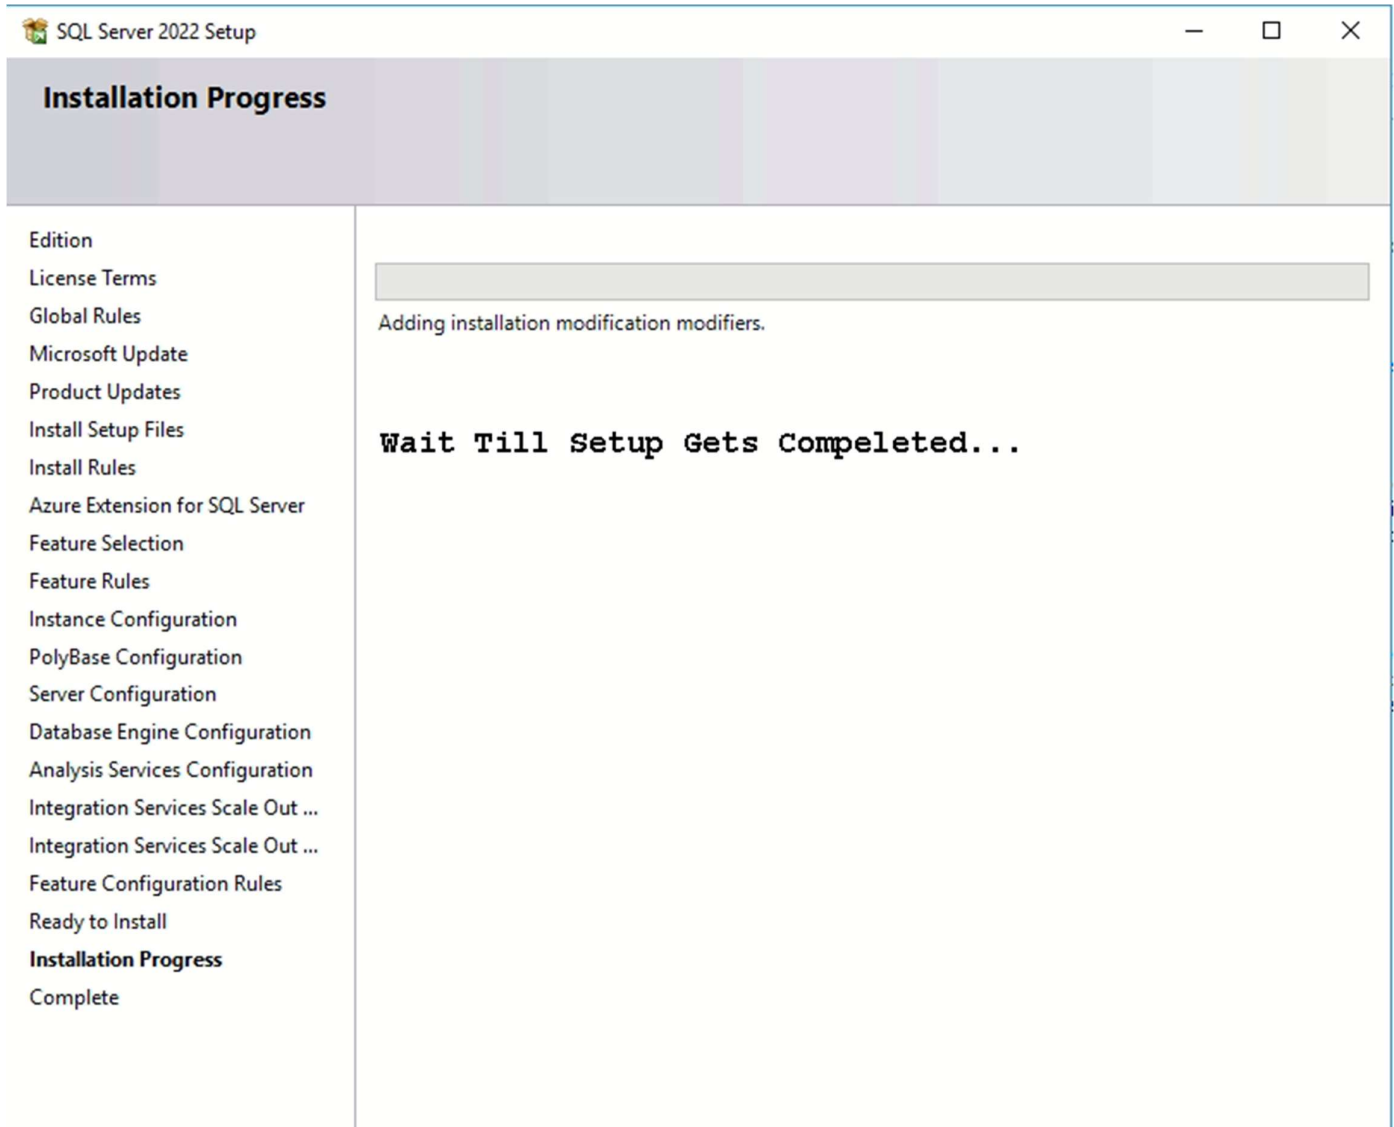 SQL Server 2022 Setup
Installation Progress
Edition
License Terms
Global Rules
Microsoft Update
Product Updates
Install Setup Files
Install Rules
Azure Extension for SQL Server
Feature Selection
Feature Rules
Instance Configuration
PolyBase Configuration
Server Configuration
Database Engine Configuration
Analysis Services Configuration
Integration Services Scale Out ...
Integration Services Scale Out ...
Feature Configuration Rules
Ready to Install
Installation Progress
Complete
Adding installation modification modifiers.
Wait Till Setup Gets Compeleted...